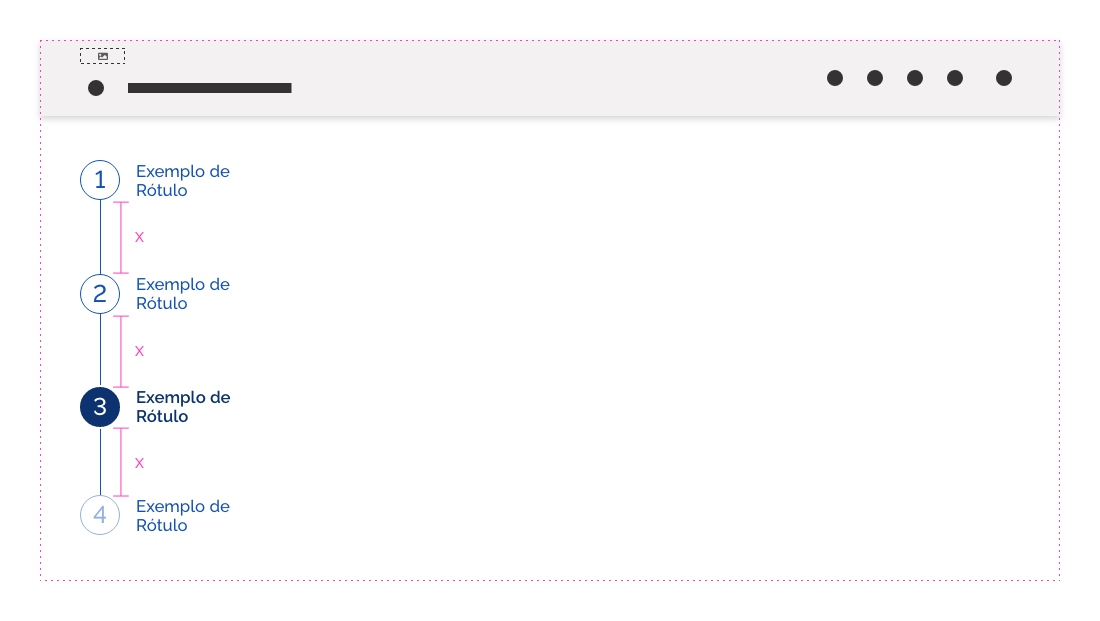 1
Exemplo de
Rótulo
X
2
Exemplo de
Rótulo
X
3
Exemplo de
Rótulo
X
4
Exemplo de
Rótulo